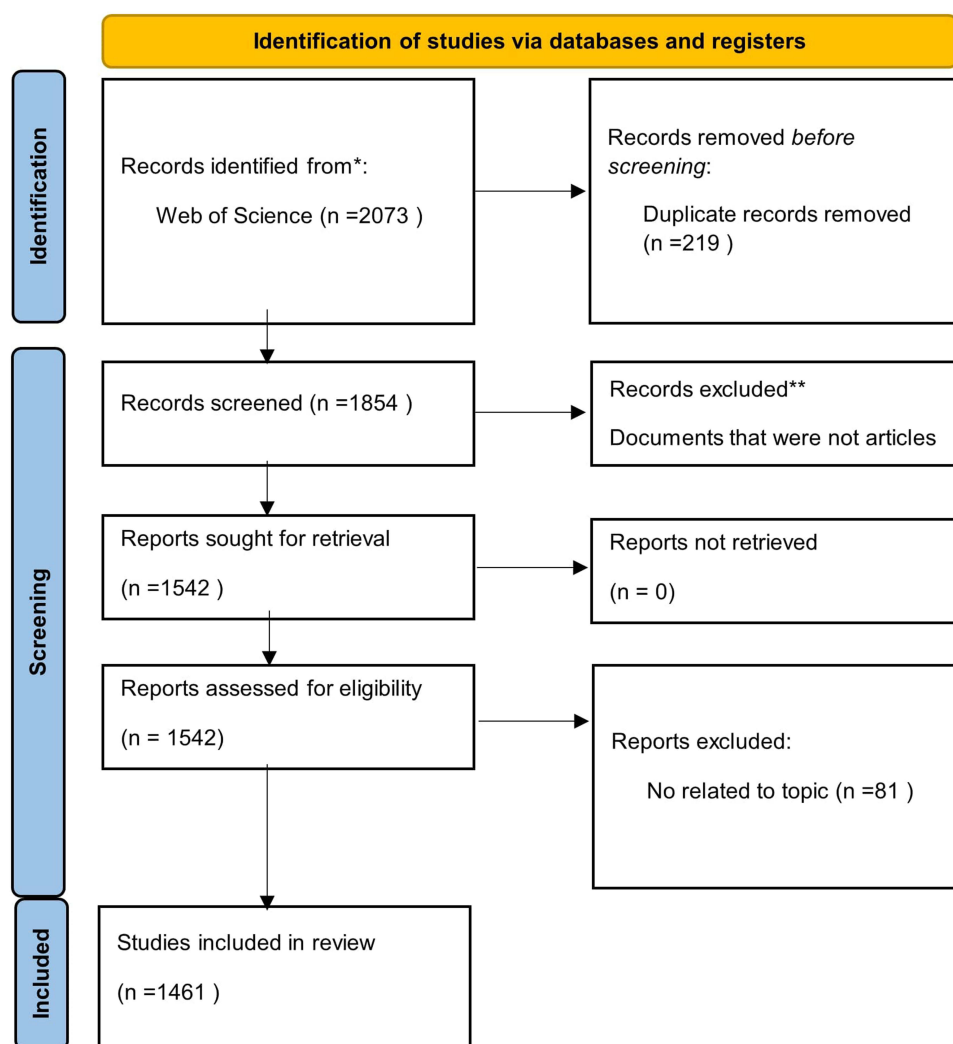 Identification of studies via databases and registers
Identification
Records identified from*:
Web of Science (n =2073 )
Records removed before
screening:
Duplicate records removed
(n =219 )
Screening
Records screened (n =1854 )
Records excluded**
Documents that were not articles
Reports sought for retrieval
(n =1542 )
Reports not retrieved
(n = 0)
Reports assessed for eligibility
(n = 1542)
Reports excluded:
No related to topic (n =81 )
Included
Studies included in review
(n =1461 )